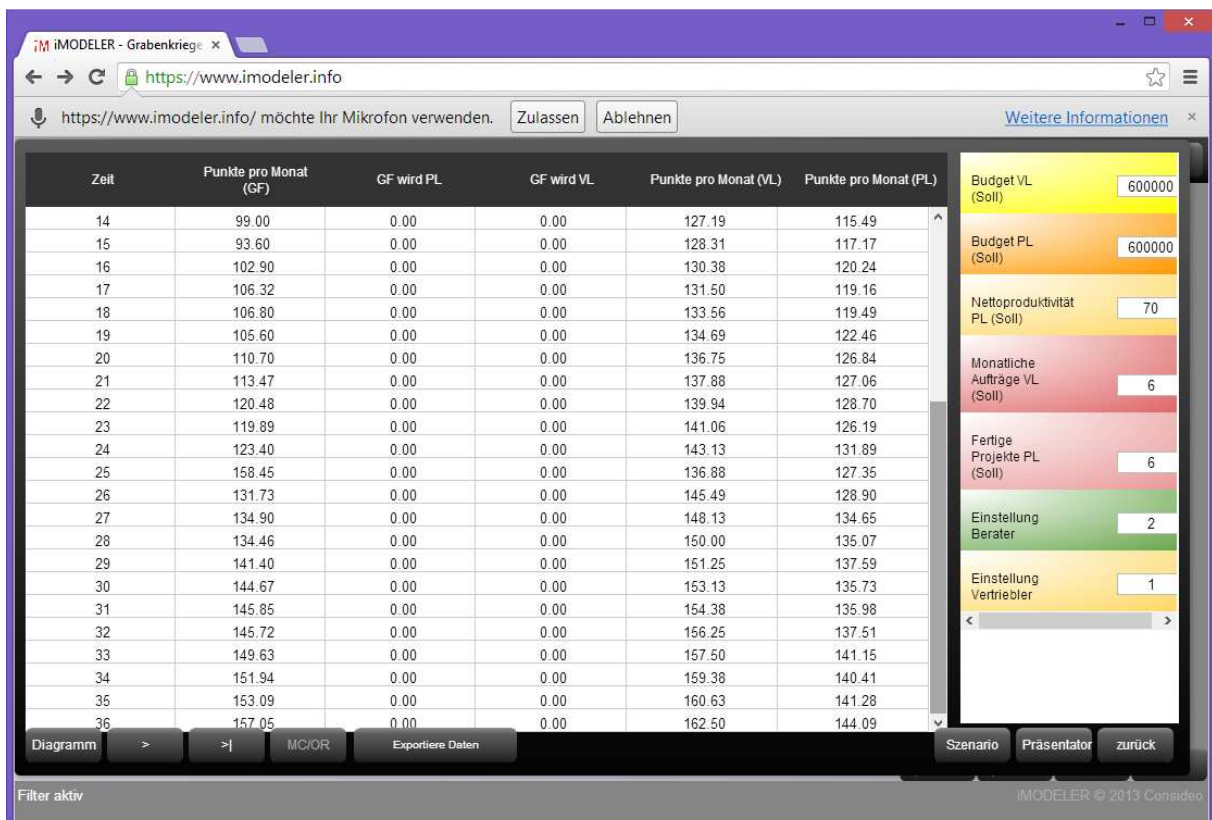 iM iMODELER - Grabenkriege ×
https://www.imodeler.info
https://www.imodeler.info/ möchte Ihr Mikrofon verwenden. Zulassen Ablehnen Weitere Informationen ×
Zeit Punkte pro Monat (GF) GF wird PL GF wird VL Punkte pro Monat (VL) Punkte pro Monat (PL)
14 99.00 0.00 0.00 127.19 115.49
15 93.60 0.00 0.00 128.31 117.17
16 102.90 0.00 0.00 130.38 120.24
17 106.32 0.00 0.00 131.50 119.16
18 106.80 0.00 0.00 133.56 119.49
19 105.60 0.00 0.00 134.69 122.46
20 110.70 0.00 0.00 136.75 126.84
21 113.47 0.00 0.00 137.88 127.06
22 120.48 0.00 0.00 139.94 128.70
23 119.89 0.00 0.00 141.06 126.19
24 123.40 0.00 0.00 143.13 131.89
25 158.45 0.00 0.00 136.88 127.35
26 131.73 0.00 0.00 145.49 128.90
27 134.90 0.00 0.00 148.13 134.65
28 134.46 0.00 0.00 150.00 135.07
29 141.40 0.00 0.00 151.25 137.59
30 144.67 0.00 0.00 153.13 135.73
31 145.85 0.00 0.00 154.38 135.98
32 145.72 0.00 0.00 156.25 137.51
33 149.63 0.00 0.00 157.50 141.15
34 151.94 0.00 0.00 159.38 140.41
35 153.09 0.00 0.00 160.63 141.28
36 157.05 0.00 0.00 162.50 144.09
Budget VL
(Soll) 600000
Budget PL
(Soll) 600000
Nettoproduktivität
PL (Soll) 70
Monatliche
Aufträge VL
(Soll) 6
Fertige
Projekte PL
(Soll) 6
Einstellung
Berater 2
Einstellung
Vertriebler 1
Diagramm > >| MC/OR Exportiere Daten Szenario Präsentator zurück
Filter aktiv iMODELER © 2013 Consideo